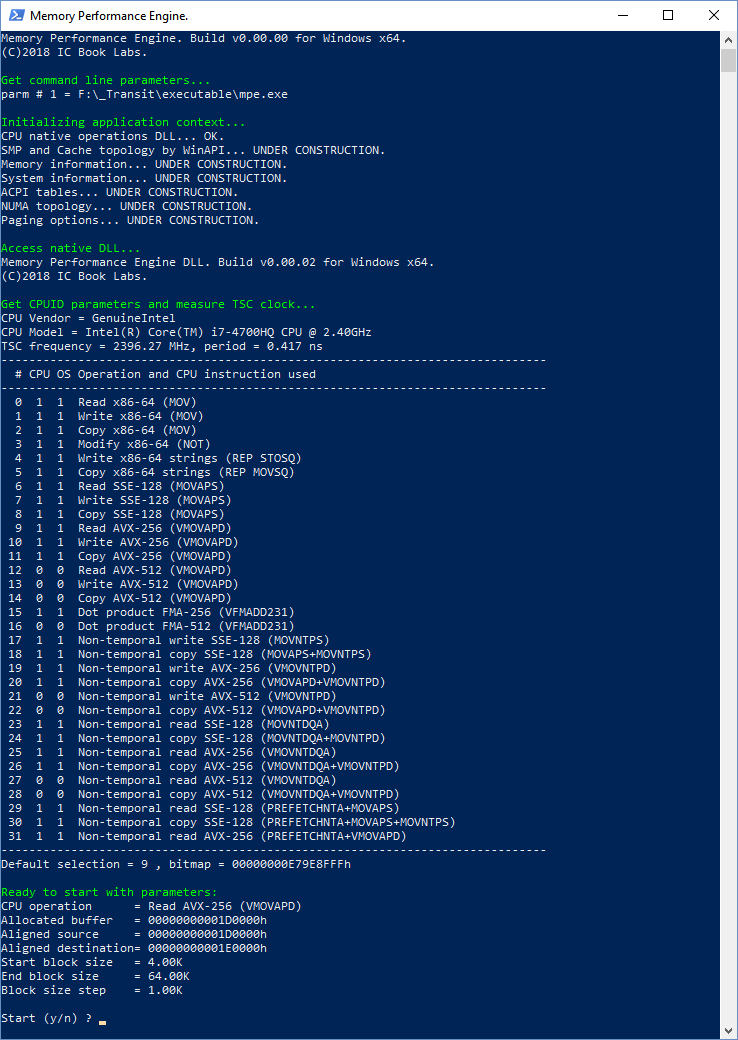 Memory Performance Engine.
Memory Performance Engine. Build v0.00.00 for Windows x64.
(C)2018 IC Book Labs.
Get command line parameters...
parm # 1 = F:\_Transit\executable\mpe.exe
Initializing application context...
CPU native operations DLL... OK.
SMP and Cache topology by WinAPI... UNDER CONSTRUCTION.
Memory information... UNDER CONSTRUCTION.
System information... UNDER CONSTRUCTION.
ACPI tables... UNDER CONSTRUCTION.
NUMA topology... UNDER CONSTRUCTION.
Paging options... UNDER CONSTRUCTION.
Access native DLL...
Memory Performance Engine DLL. Build v0.00.02 for Windows x64.
(C)2018 IC Book Labs.
Get CPUID parameters and measure TSC clock...
CPU Vendor = GenuineIntel
CPU Model = Intel(R) Core(TM) i7-4700HQ CPU @ 2.40GHz
TSC frequency = 2396.27 MHz, period = 0.417 ns
------------------------------------------------------------------------------
# CPU OS Operation and CPU instruction used
------------------------------------------------------------------------------
0 1 1 Read x86-64 (MOV)
1 1 1 Write x86-64 (MOV)
2 1 1 Copy x86-64 (MOV)
3 1 1 Modify x86-64 (NOT)
4 1 1 Write x86-64 strings (REP STOSQ)
5 1 1 Copy x86-64 strings (REP MOVSQ)
6 1 1 Read SSE-128 (MOVAPS)
7 1 1 Write SSE-128 (MOVAPS)
8 1 1 Copy SSE-128 (MOVAPS)
9 1 1 Read AVX-256 (VMOVAPD)
10 1 1 Write AVX-256 (VMOVAPD)
11 1 1 Copy AVX-256 (VMOVAPD)
12 0 0 Read AVX-512 (VMOVAPD)
13 0 0 Write AVX-512 (VMOVAPD)
14 0 0 Copy AVX-512 (VMOVAPD)
15 1 1 Dot product FMA-256 (VFMADD231)
16 0 0 Dot product FMA-512 (VFMADD231)
17 1 1 Non-temporal write SSE-128 (MOVNTPS)
18 1 1 Non-temporal copy SSE-128 (MOVAPS+MOVNTPS)
19 1 1 Non-temporal write AVX-256 (VMOVNTPD)
20 1 1 Non-temporal copy AVX-256 (VMOVAPD+VMOVNTPD)
21 0 0 Non-temporal write AVX-512 (VMOVNTPD)
22 0 0 Non-temporal copy AVX-512 (VMOVAPD+VMOVNTPD)
23 1 1 Non-temporal read SSE-128 (MOVNTDQA)
24 1 1 Non-temporal copy SSE-128 (MOVNTDQA+MOVNTPD)
25 1 1 Non-temporal read AVX-256 (VMOVNTDQA)
26 1 1 Non-temporal copy AVX-256 (VMOVNTDQA+VMOVNTPD)
27 0 0 Non-temporal read AVX-512 (VMOVNTDQA)
28 0 0 Non-temporal copy AVX-512 (VMOVNTDQA+VMOVNTPD)
29 1 1 Non-temporal read SSE-128 (PREFETCHNTA+MOVAPS)
30 1 1 Non-temporal copy SSE-128 (PREFETCHNTA+MOVAPS+MOVNTPS)
31 1 1 Non-temporal read AVX-256 (PREFETCHNTA+VMOVAPD)
------------------------------------------------------------------------------
Default selection = 9 , bitmap = 00000000E79E8FFFh
Ready to start with parameters:
CPU operation = Read AVX-256 (VMOVAPD)
Allocated buffer = 00000000001D0000h
Aligned source = 00000000001D0000h
Aligned destination= 00000000001E0000h
Start block size = 4.00K
End block size = 64.00K
Block size step = 1.00K
Start (y/n) ? _